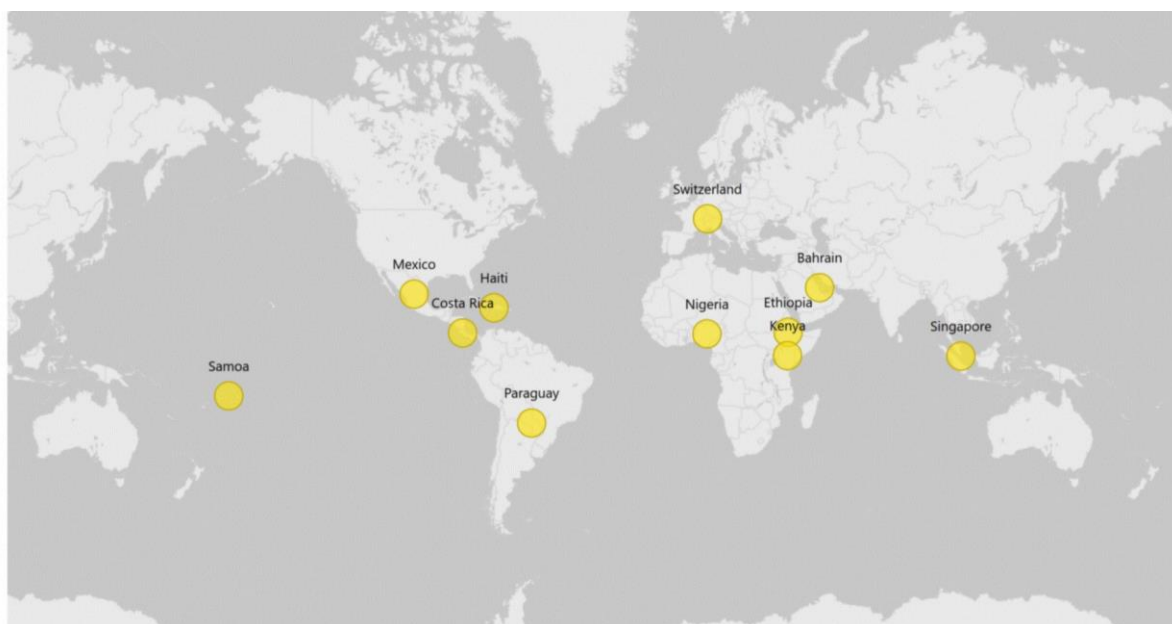 Switzerland
Bahrain
Mexico
Haiti
Costa Rica
Nigeria
Ethiopia
Kenya
Singapore
Samoa
Paraguay